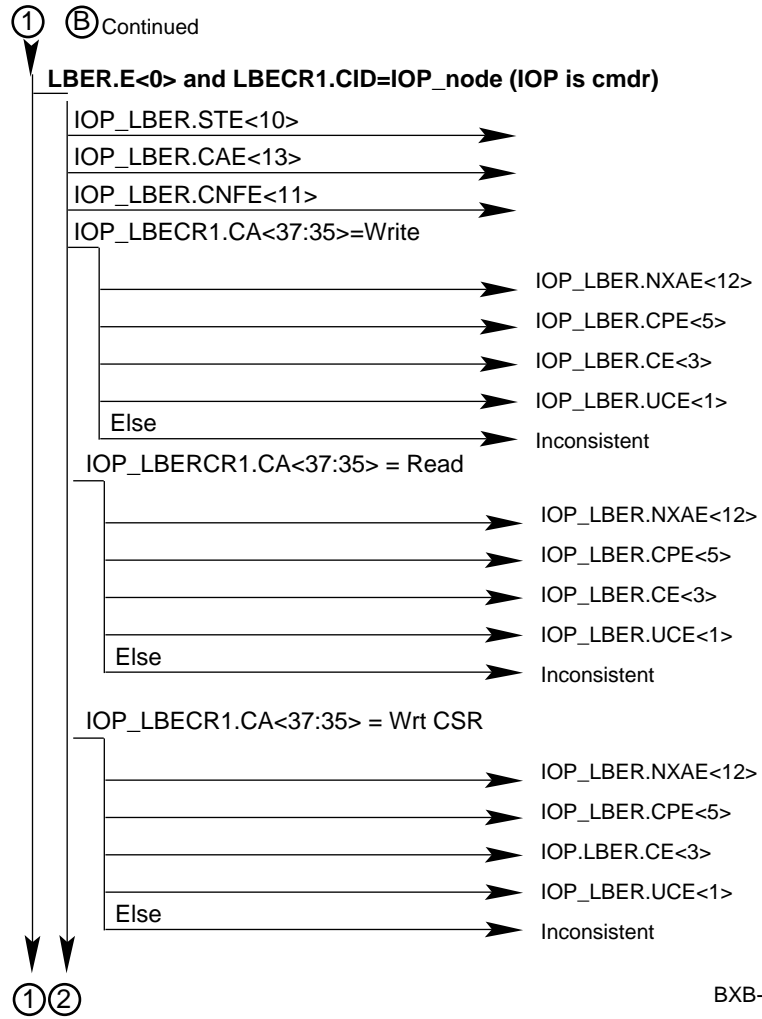 1 B Continued
LBER.E<0> and LBECR1.CID=IOP_node (IOP is cmdr)
IOP_LBER.STE<10>
IOP_LBER.CAE<13>
IOP_LBER.CNFE<11>
IOP_LBECR1.CA<37:35>=Write
IOP_LBER.NXAE<12>
IOP_LBER.CPE<5>
IOP_LBER.CE<3>
IOP_LBER.UCE<1>
Else
Inconsistent
IOP_LBERCR1.CA<37:35> = Read
IOP_LBER.NXAE<12>
IOP_LBER.CPE<5>
IOP_LBER.CE<3>
IOP_LBER.UCE<1>
Else
Inconsistent
IOP_LBECR1.CA<37:35> = Wrt CSR
IOP_LBER.NXAE<12>
IOP_LBER.CPE<5>
IOP.LBER.CE<3>
IOP_LBER.UCE<1>
Else
Inconsistent
1 2
BXB-